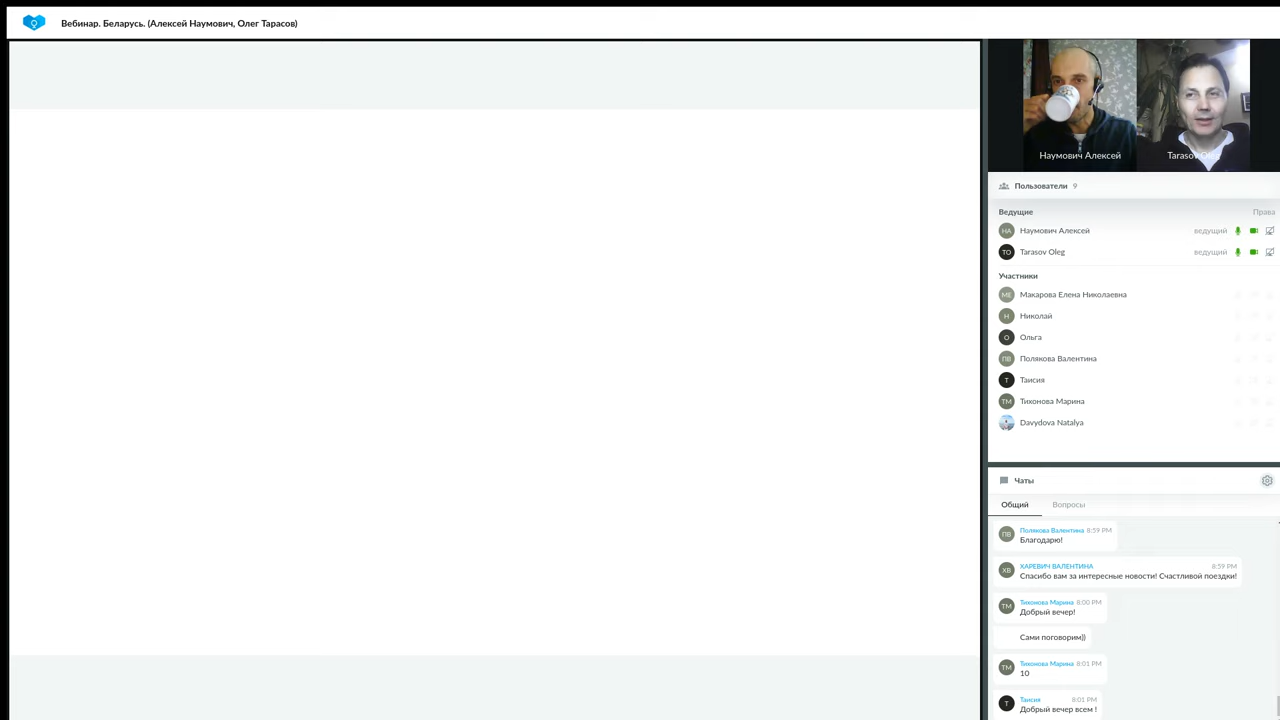 Вебинар. Беларусь. (Алексей Наумович, Олег Тарасов)
Наумович Алексей
Tarasov Oleg
Пользователи 9
Ведущие Права
НА Наумович Алексей ведущий
TO Tarasov Oleg ведущий
Участники
МЕ Макарова Елена Николаевна
Н Николай
О Ольга
ПВ Полякова Валентина
Т Таисия
ТМ Тихонова Марина
Davydova Natalya
Чаты
Общий Вопросы
ПВ Полякова Валентина 8:59 PM
Благодарю!
ХВ ХАРЕВИЧ ВАЛЕНТИНА 8:59 PM
Спасибо вам за интересные новости! Счастливой поездки!
ТМ Тихонова Марина 8:00 PM
Добрый вечер!
Сами поговорим))
ТМ Тихонова Марина 8:01 PM
10
Т Таисия 8:01 PM
Добрый вечер всем !